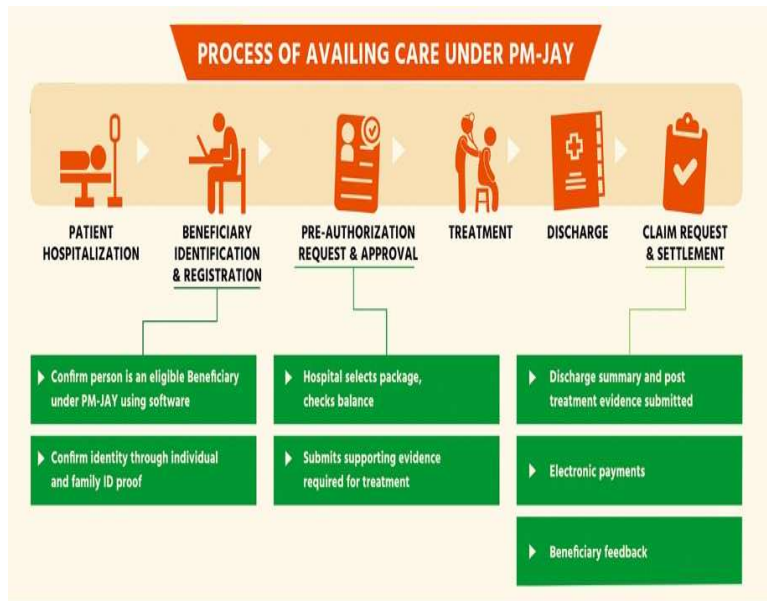 PROCESS OF AVAILING CARE UNDER PM-JAY
PATIENT
HOSPITALIZATION
BENEFICIARY
IDENTIFICATION
& REGISTRATION
PRE-AUTHORIZATION
REQUEST & APPROVAL
TREATMENT
DISCHARGE
CLAIM REQUEST
& SETTLEMENT
Confirm person is an eligible Beneficiary
under PM-JAY using software
Confirm identity through individual
and family ID proof
Hospital selects package,
checks balance
Submits supporting evidence
required for treatment
Discharge summary and post
treatment evidence submitted
Electronic payments
Beneficiary feedback